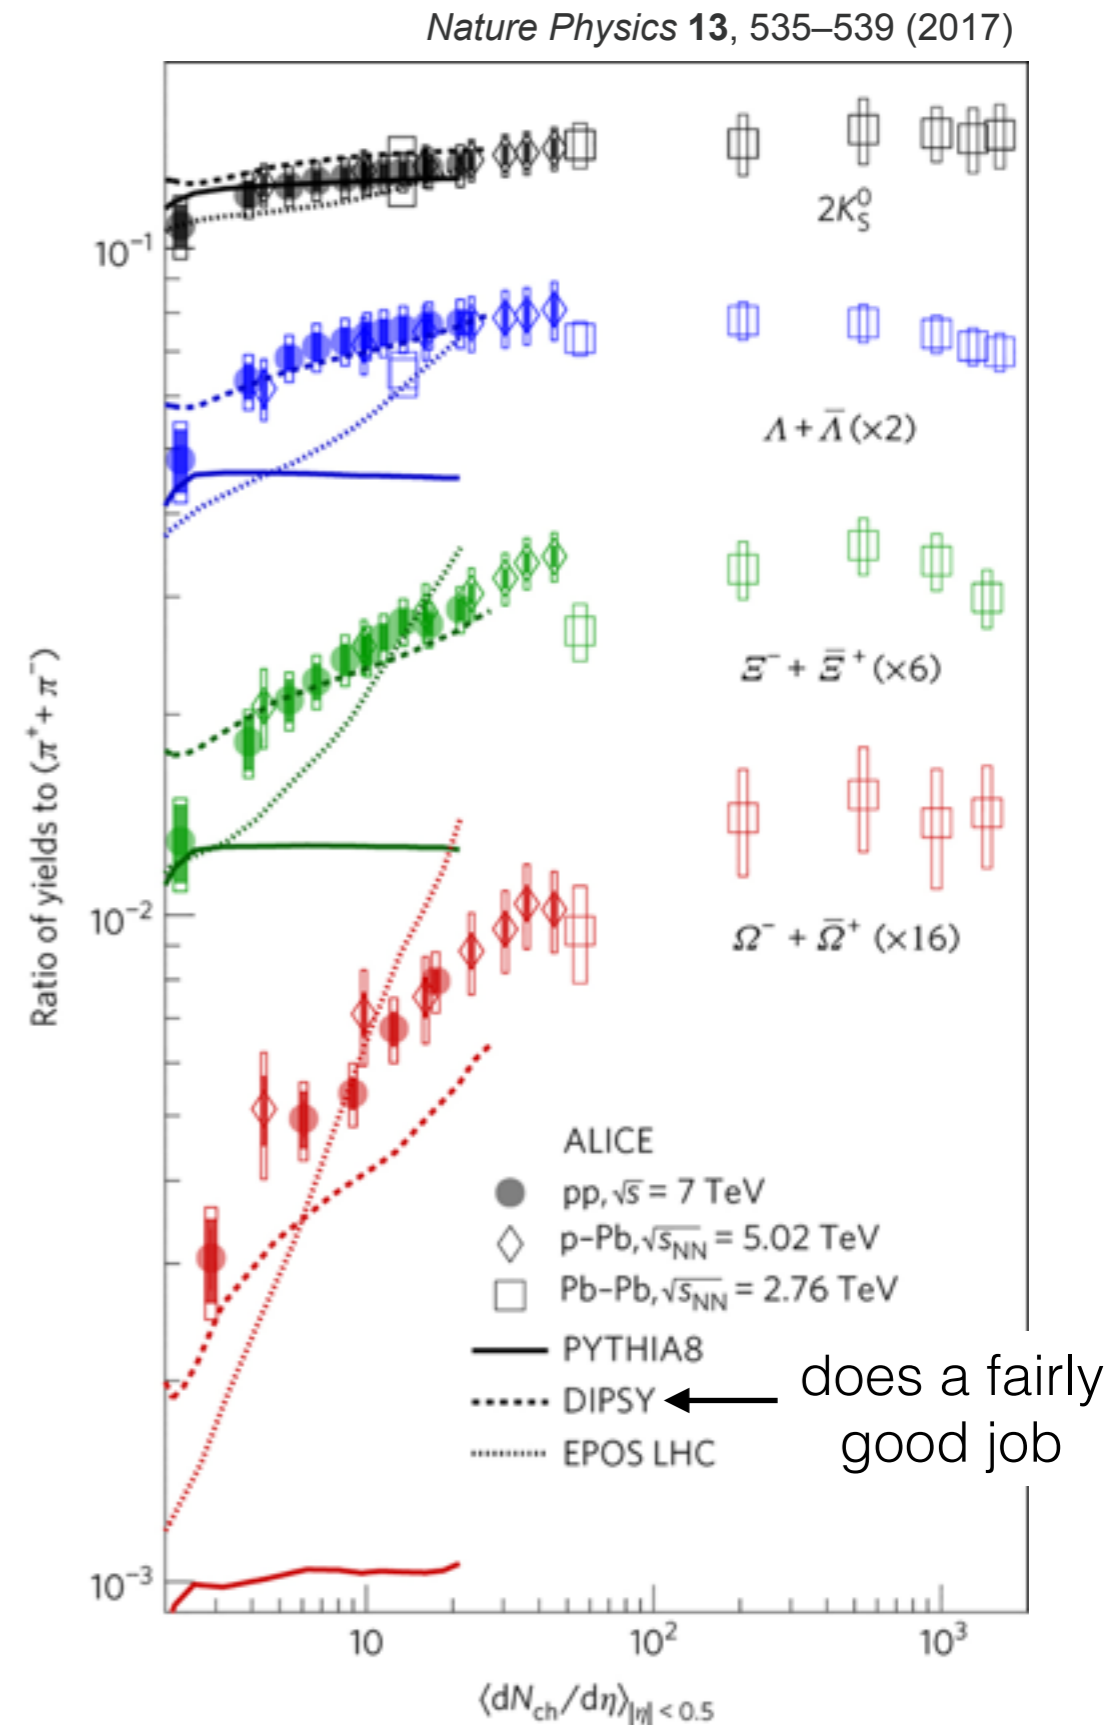 Nature Physics 13, 535–539 (2017)
Ratio of yields to (π⁺+ π⁻)
10⁻¹
10⁻²
10⁻³
2K⁰S
Λ + Λ̅ (×2)
Ξ⁻ + Ξ̅⁺ (×6)
Ω⁻ + Ω̅⁺ (×16)
ALICE
pp, √s = 7 TeV
p–Pb, √sNN = 5.02 TeV
Pb–Pb, √sNN = 2.76 TeV
PYTHIA8
DIPSY
EPOS LHC
does a fairly
good job
10
10²
10³
⟨dNch/dη⟩|η| < 0.5